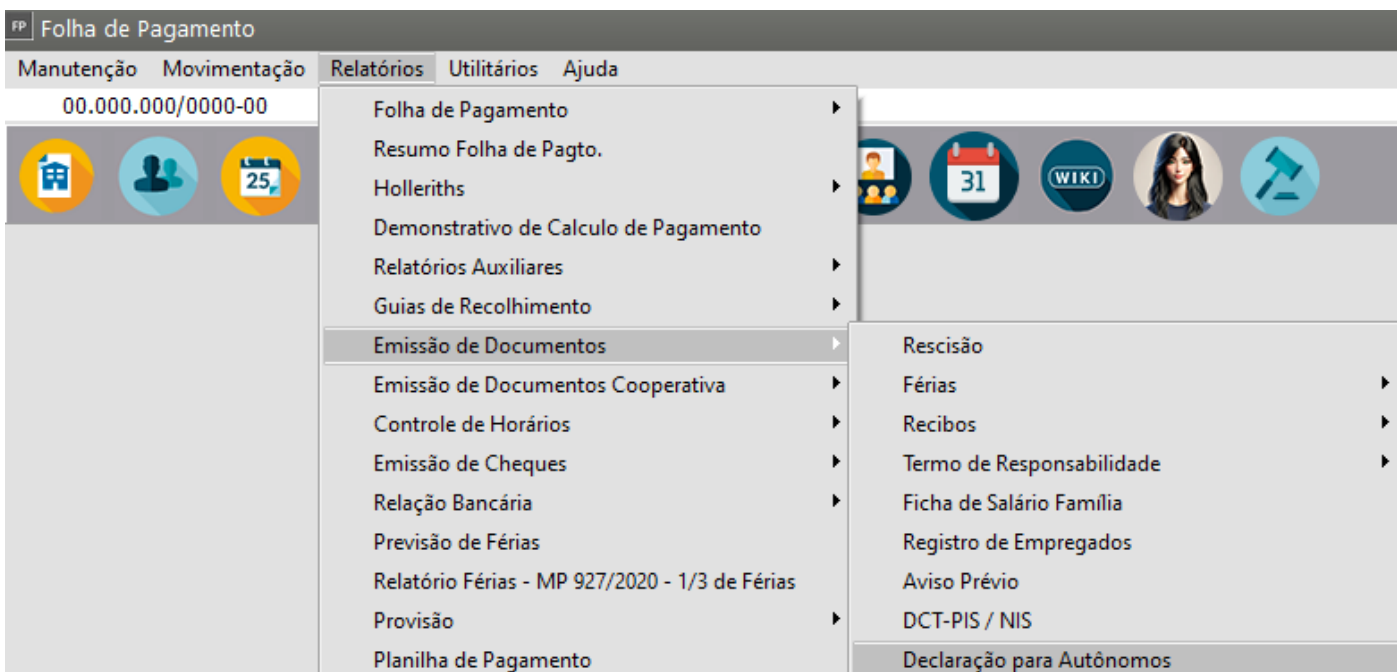 FP Folha de Pagamento
Manutenção Movimentação Relatórios Utilitários Ajuda
00.000.000/0000-00
25
31
WIKI
Folha de Pagamento
Resumo Folha de Pagto.
Holleriths
Demonstrativo de Calculo de Pagamento
Relatórios Auxiliares
Guias de Recolhimento
Emissão de Documentos
Emissão de Documentos Cooperativa
Controle de Horários
Emissão de Cheques
Relação Bancária
Previsão de Férias
Relatório Férias - MP 927/2020 - 1/3 de Férias
Provisão
Planilha de Pagamento
Rescisão
Férias
Recibos
Termo de Responsabilidade
Ficha de Salário Família
Registro de Empregados
Aviso Prévio
DCT-PIS / NIS
Declaração para Autônomos